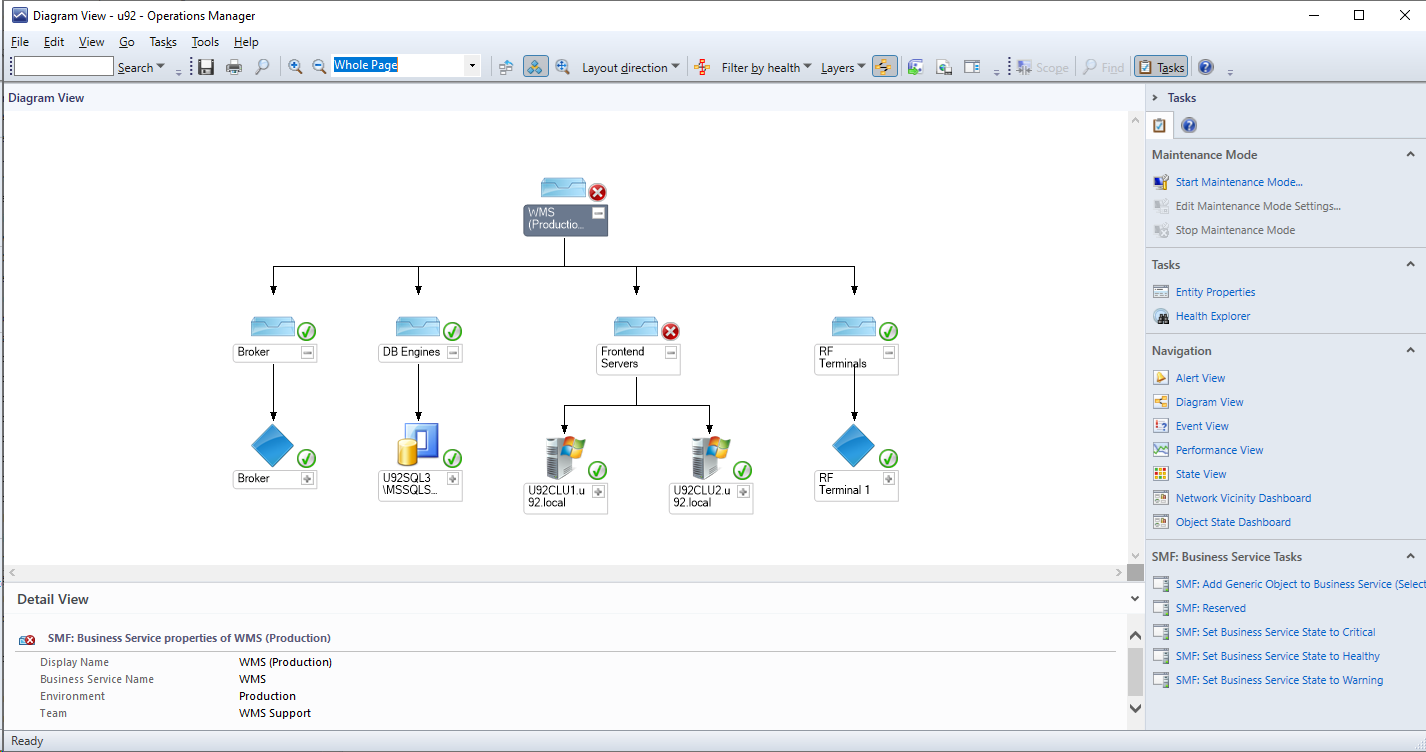 Diagram View - u92 - Operations Manager
File Edit View Go Tasks Tools Help
Search Whole Page Layout direction Filter by health Layers Scope Find Tasks
Diagram View
WMS
(Productio...
Broker
DB Engines
Frontend
Servers
RF
Terminals
Broker
U92SQL3
\MSSQLS...
U92CLU1.u
92.local
U92CLU2.u
92.local
RF
Terminal 1
Detail View
SMF: Business Service properties of WMS (Production)
Display Name WMS (Production)
Business Service Name WMS
Environment Production
Team WMS Support
Tasks
Maintenance Mode
Start Maintenance Mode...
Edit Maintenance Mode Settings...
Stop Maintenance Mode
Tasks
Entity Properties
Health Explorer
Navigation
Alert View
Diagram View
Event View
Performance View
State View
Network Vicinity Dashboard
Object State Dashboard
SMF: Business Service Tasks
SMF: Add Generic Object to Business Service (Select
SMF: Reserved
SMF: Set Business Service State to Critical
SMF: Set Business Service State to Healthy
SMF: Set Business Service State to Warning
Ready